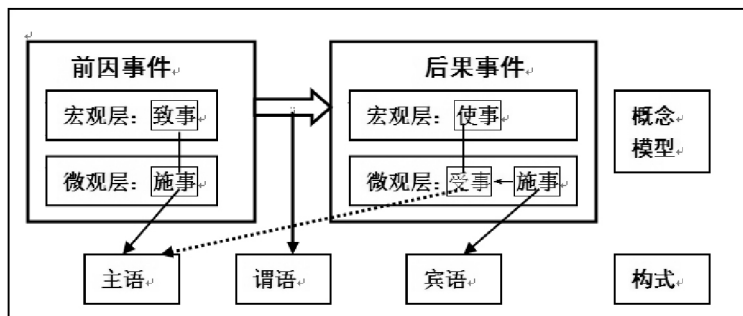 前因事件
后果事件
宏观层：致事
宏观层：使事
概念
模型
微观层：施事
微观层：受事
施事
主语
谓语
宾语
构式